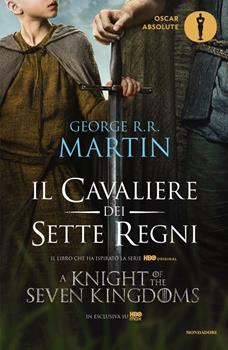 OSCAR
ABSOLUTE
GEORGE R.R.
MARTIN
IL CAVALIERE
DEI
SETTE REGNI
IL LIBRO CHE HA ISPIRATO LA SERIE HBO ORIGINAL
A KNIGHT OF THE
SEVEN KINGDOMS
IN ESCLUSIVA SU HBO MAX
MONDADORI